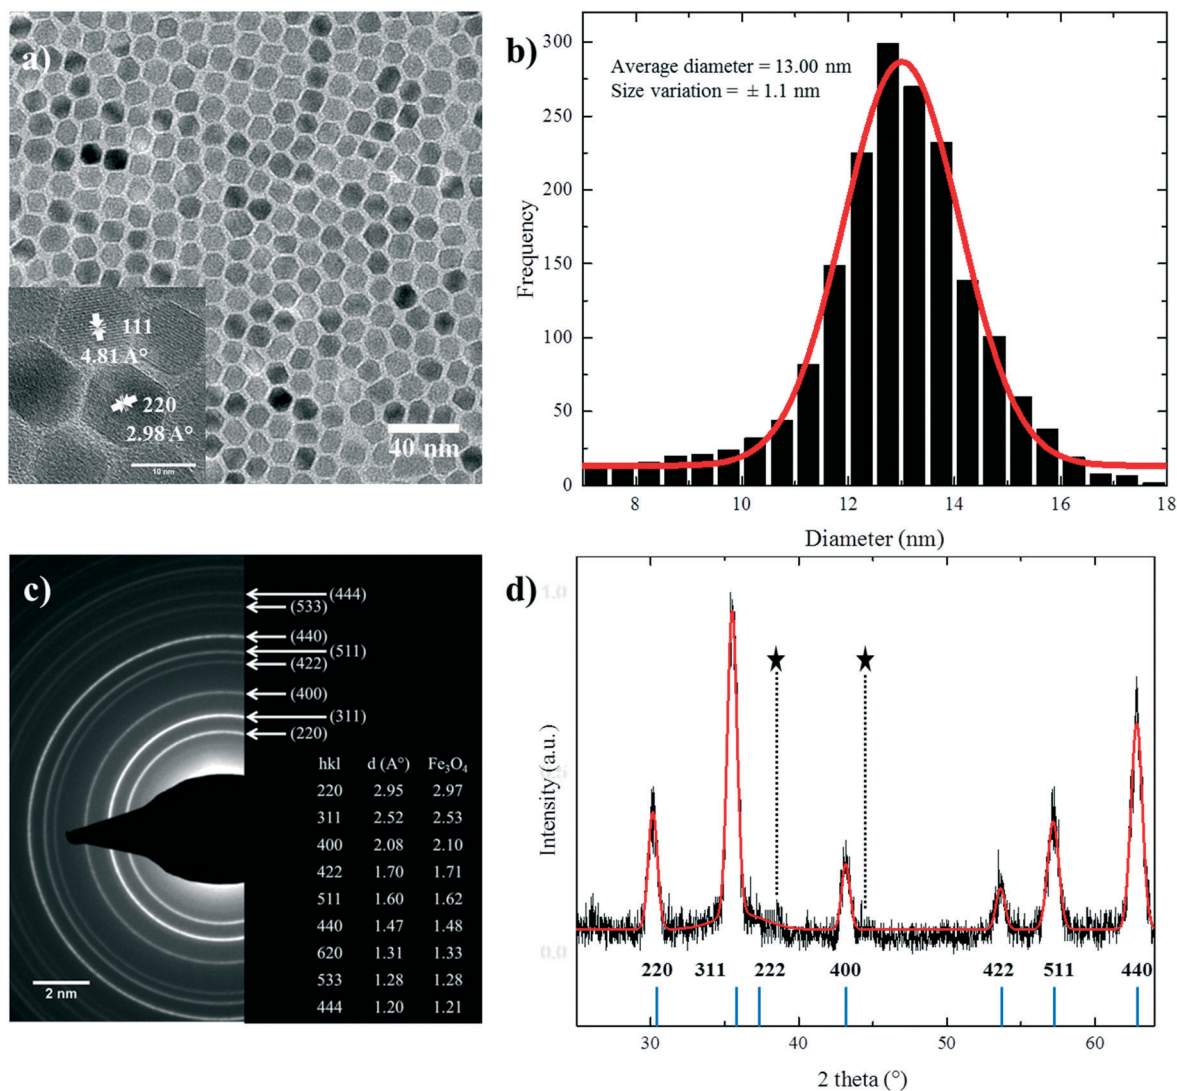 a)
111
4.81 A°
220
2.98 A°
10 nm
40 nm
b)
Average diameter = 13.00 nm
Size variation = ± 1.1 nm
Frequency
300
250
200
150
100
50
0
8 10 12 14 16 18
Diameter (nm)
c)
(444)
(533)
(440)
(511)
(422)
(400)
(311)
(220)
hkl d (A°) Fe₃O₄
220 2.95 2.97
311 2.52 2.53
400 2.08 2.10
422 1.70 1.71
511 1.60 1.62
440 1.47 1.48
620 1.31 1.33
533 1.28 1.28
444 1.20 1.21
2 nm
d)
Intensity (a.u.)
1.0
0.0
220 311 222 400 422 511 440
30 40 50 60
2 theta (°)